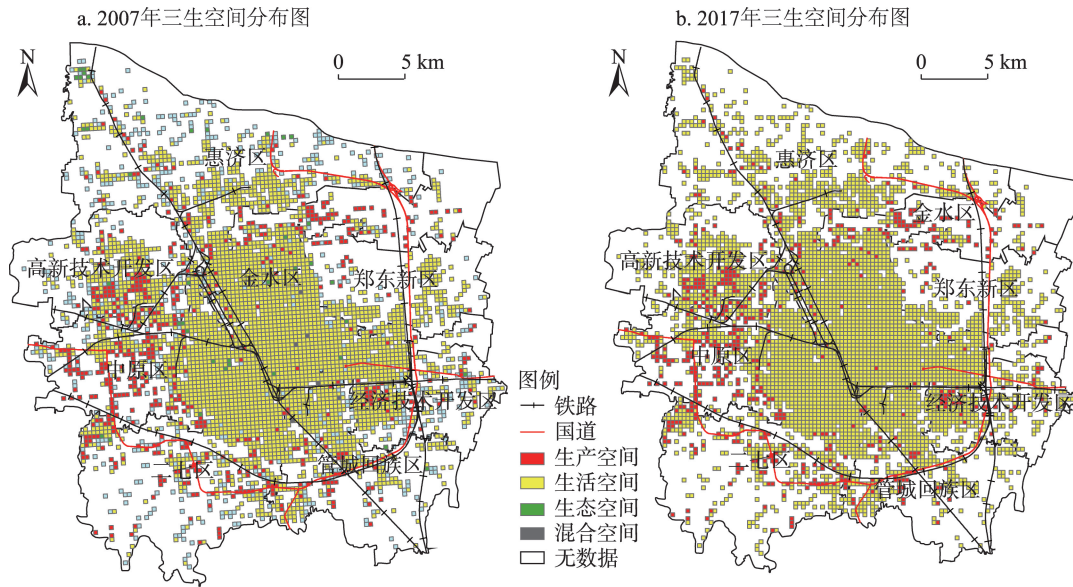 a. 2007年三生空间分布图
N
0 5 km
惠济区
高新技术开发区
金水区
郑东新区
中原区
经济技术开发区
二七区
管城回族区
图例
铁路
国道
生产空间
生活空间
生态空间
混合空间
无数据
b. 2017年三生空间分布图
N
0 5 km
惠济区
金水区
高新技术开发区
郑东新区
中原区
经济技术开发区
二七区
管城回族区